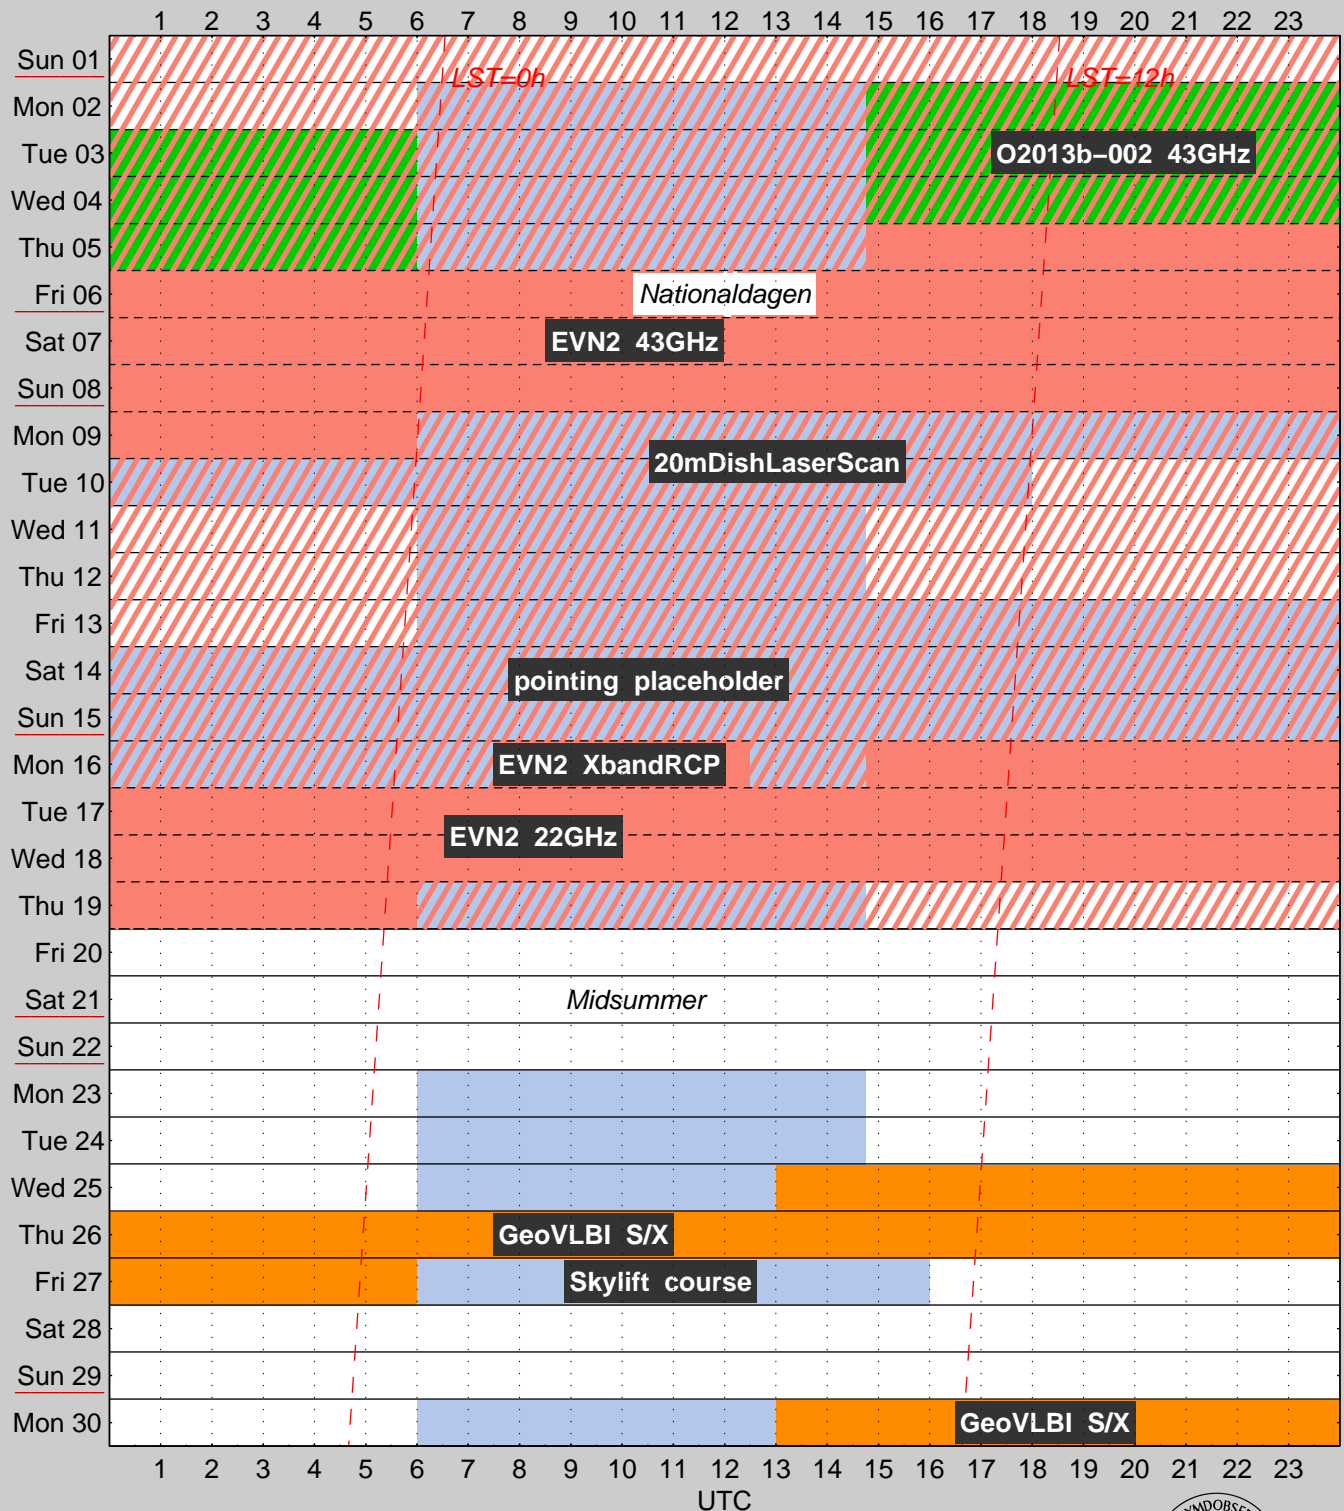 1 2 3 4 5 6 7 8 9 10 11 12 13 14 15 16 17 18 19 20 21 22 23
Sun 01
LST=0h LST=12h
Mon 02
Tue 03 O2013b−002 43GHz
Wed 04
Thu 05
Fri 06 Nationaldagen
Sat 07 EVN2 43GHz
Sun 08
Mon 09
20mDishLaserScan
Tue 10
Wed 11
Thu 12
Fri 13
Sat 14 pointing placeholder
Sun 15
Mon 16 EVN2 XbandRCP
Tue 17
EVN2 22GHz
Wed 18
Thu 19
Fri 20
Sat 21 Midsummer
Sun 22
Mon 23
Tue 24
Wed 25
Thu 26 GeoVLBI S/X
Fri 27 Skylift course
Sat 28
Sun 29
Mon 30 GeoVLBI S/X
1 2 3 4 5 6 7 8 9 10 11 12 13 14 15 16 17 18 19 20 21 22 23
UTC